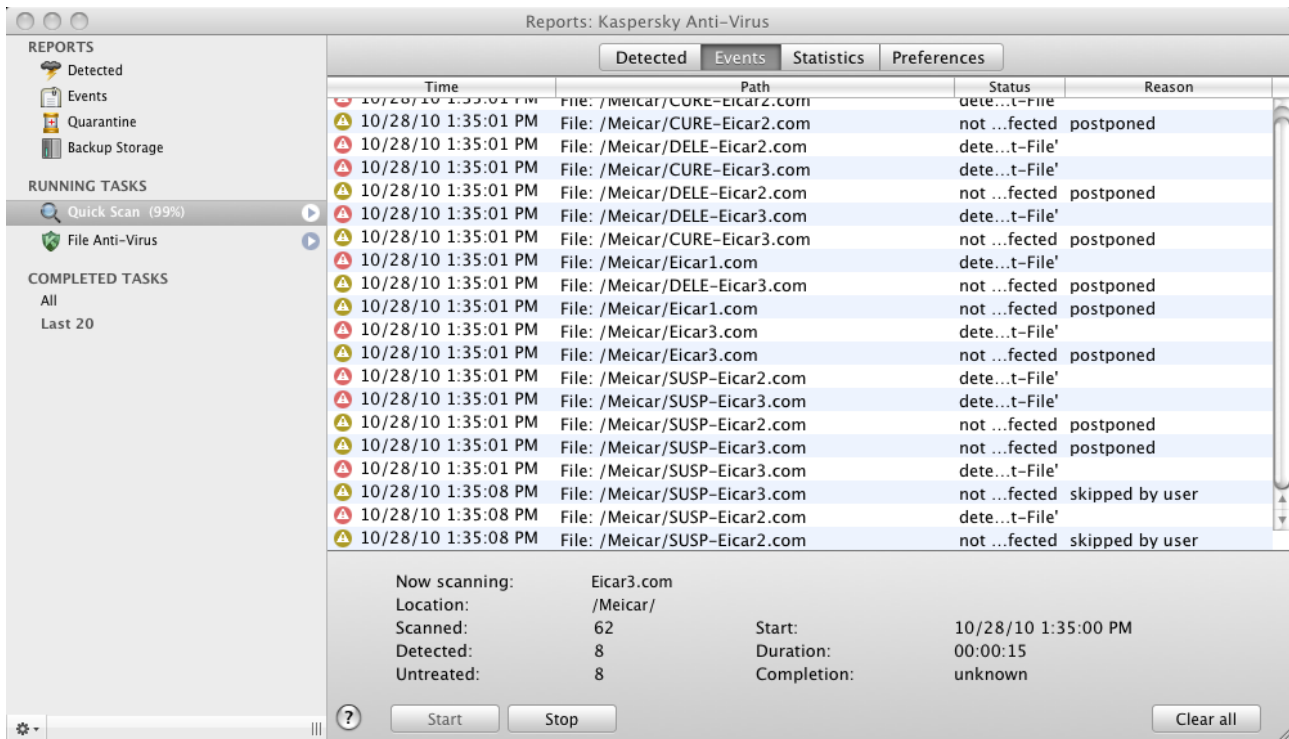 Reports: Kaspersky Anti-Virus
REPORTS
Detected
Events
Quarantine
Backup Storage
RUNNING TASKS
Quick Scan (99%)
File Anti-Virus
COMPLETED TASKS
All
Last 20
Detected Events Statistics Preferences
Time Path Status Reason
10/28/10 1:35:01 PM File: /Meicar/CURE-Eicar2.com dete...t-File'
10/28/10 1:35:01 PM File: /Meicar/CURE-Eicar2.com not ...fected postponed
10/28/10 1:35:01 PM File: /Meicar/DELE-Eicar2.com dete...t-File'
10/28/10 1:35:01 PM File: /Meicar/CURE-Eicar3.com dete...t-File'
10/28/10 1:35:01 PM File: /Meicar/DELE-Eicar2.com not ...fected postponed
10/28/10 1:35:01 PM File: /Meicar/DELE-Eicar3.com dete...t-File'
10/28/10 1:35:01 PM File: /Meicar/CURE-Eicar3.com not ...fected postponed
10/28/10 1:35:01 PM File: /Meicar/Eicar1.com dete...t-File'
10/28/10 1:35:01 PM File: /Meicar/DELE-Eicar3.com not ...fected postponed
10/28/10 1:35:01 PM File: /Meicar/Eicar1.com not ...fected postponed
10/28/10 1:35:01 PM File: /Meicar/Eicar3.com dete...t-File'
10/28/10 1:35:01 PM File: /Meicar/Eicar3.com not ...fected postponed
10/28/10 1:35:01 PM File: /Meicar/SUSP-Eicar2.com dete...t-File'
10/28/10 1:35:01 PM File: /Meicar/SUSP-Eicar3.com dete...t-File'
10/28/10 1:35:01 PM File: /Meicar/SUSP-Eicar2.com not ...fected postponed
10/28/10 1:35:01 PM File: /Meicar/SUSP-Eicar3.com not ...fected postponed
10/28/10 1:35:01 PM File: /Meicar/SUSP-Eicar3.com dete...t-File'
10/28/10 1:35:08 PM File: /Meicar/SUSP-Eicar3.com not ...fected skipped by user
10/28/10 1:35:08 PM File: /Meicar/SUSP-Eicar2.com dete...t-File'
10/28/10 1:35:08 PM File: /Meicar/SUSP-Eicar2.com not ...fected skipped by user
Now scanning: Eicar3.com
Location: /Meicar/
Scanned: 62 Start: 10/28/10 1:35:00 PM
Detected: 8 Duration: 00:00:15
Untreated: 8 Completion: unknown
? Start Stop Clear all